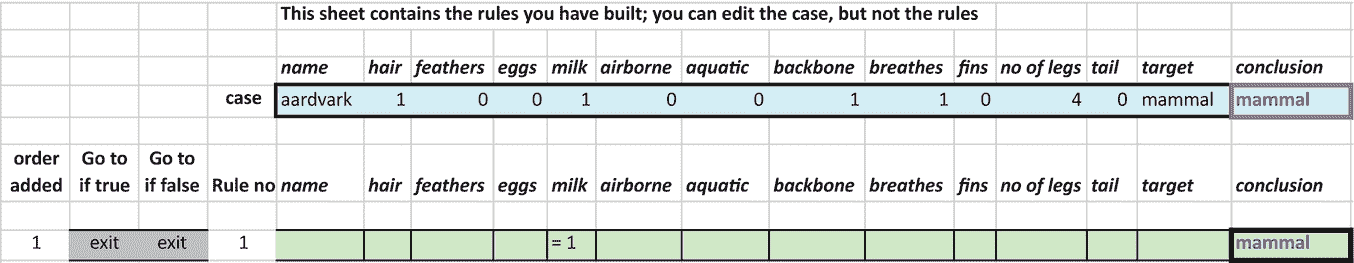 This sheet contains the rules you have built; you can edit the case, but not the rules
name hair feathers eggs milk airborne aquatic backbone breathes fins no of legs tail target conclusion
case aardvark 1 0 0 1 0 0 1 1 0 4 0 mammal mammal
order Go to Go to
added if true if false Rule no name hair feathers eggs milk airborne aquatic backbone breathes fins no of legs tail target conclusion
1 exit exit 1 = 1 mammal